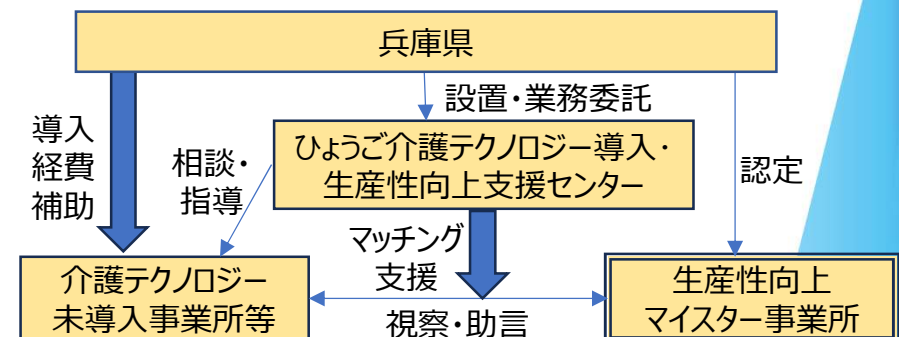 兵庫県
設置・業務委託
導入
経費
補助
相談・
指導
ひょうご介護テクノロジー導入・
生産性向上支援センター
認定
マッチング
支援
介護テクノロジー
未導入事業所等
視察・助言
生産性向上
マイスター事業所